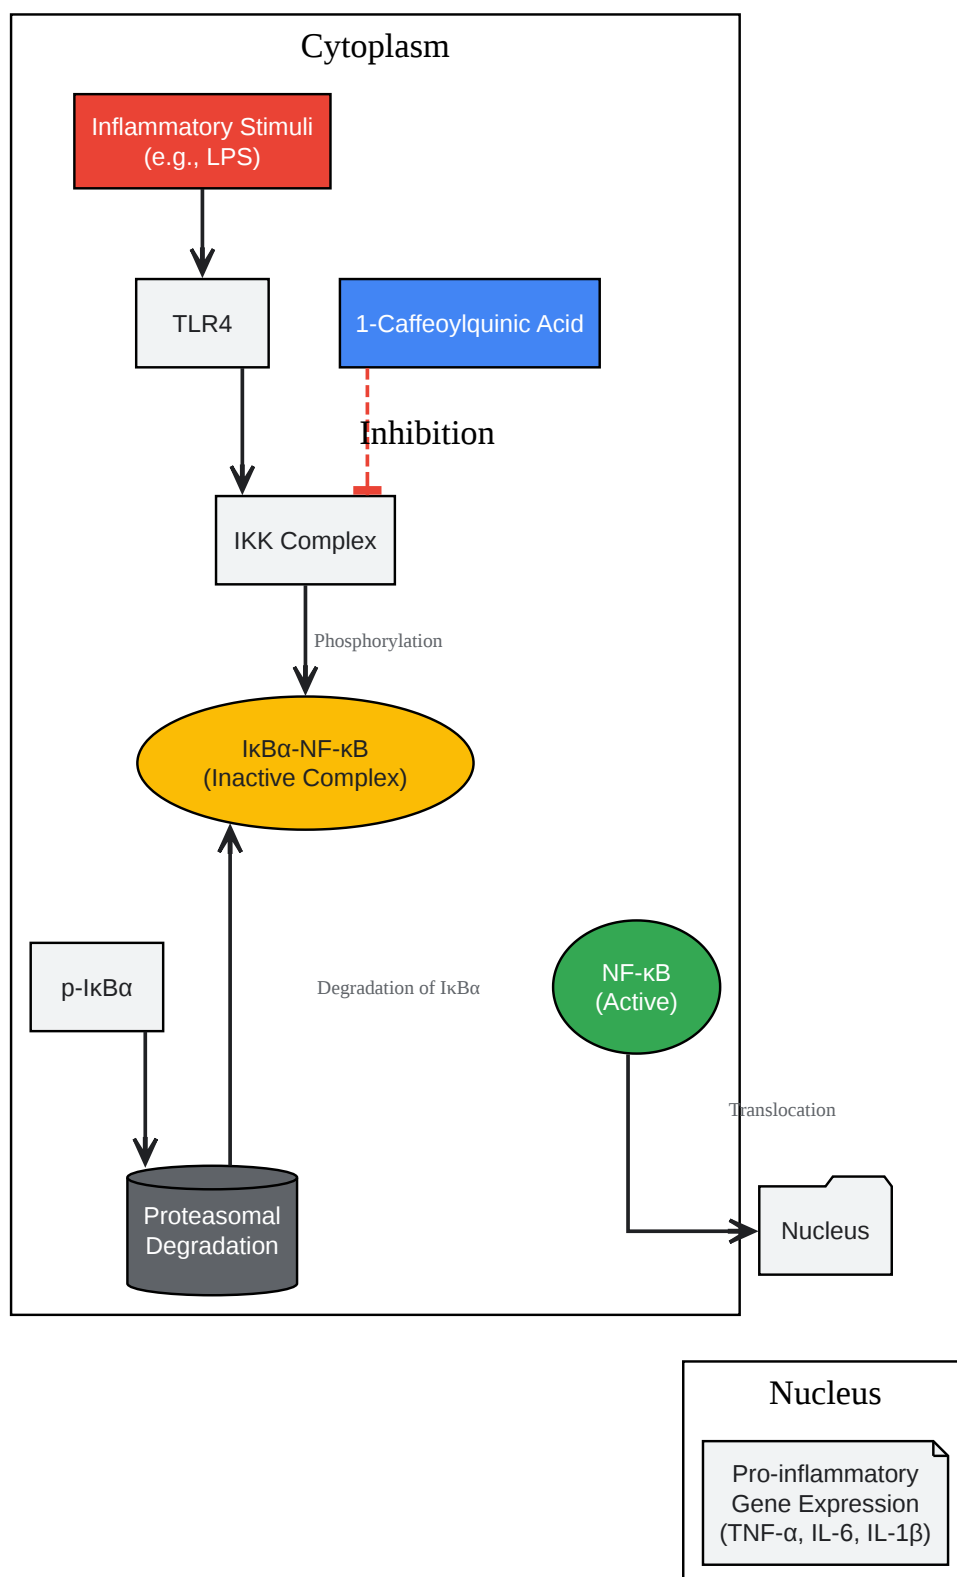 Cytoplasm
Inflammatory Stimuli
(e.g., LPS)
TLR4
1-Caffeoylquinic Acid
Inhibition
IKK Complex
Phosphorylation
IκBα-NF-κB
(Inactive Complex)
p-IκBα
Degradation of IκBα
NF-κB
(Active)
Translocation
Proteasomal
Degradation
Nucleus
Nucleus
Pro-inflammatory
Gene Expression
(TNF-α, IL-6, IL-1β)